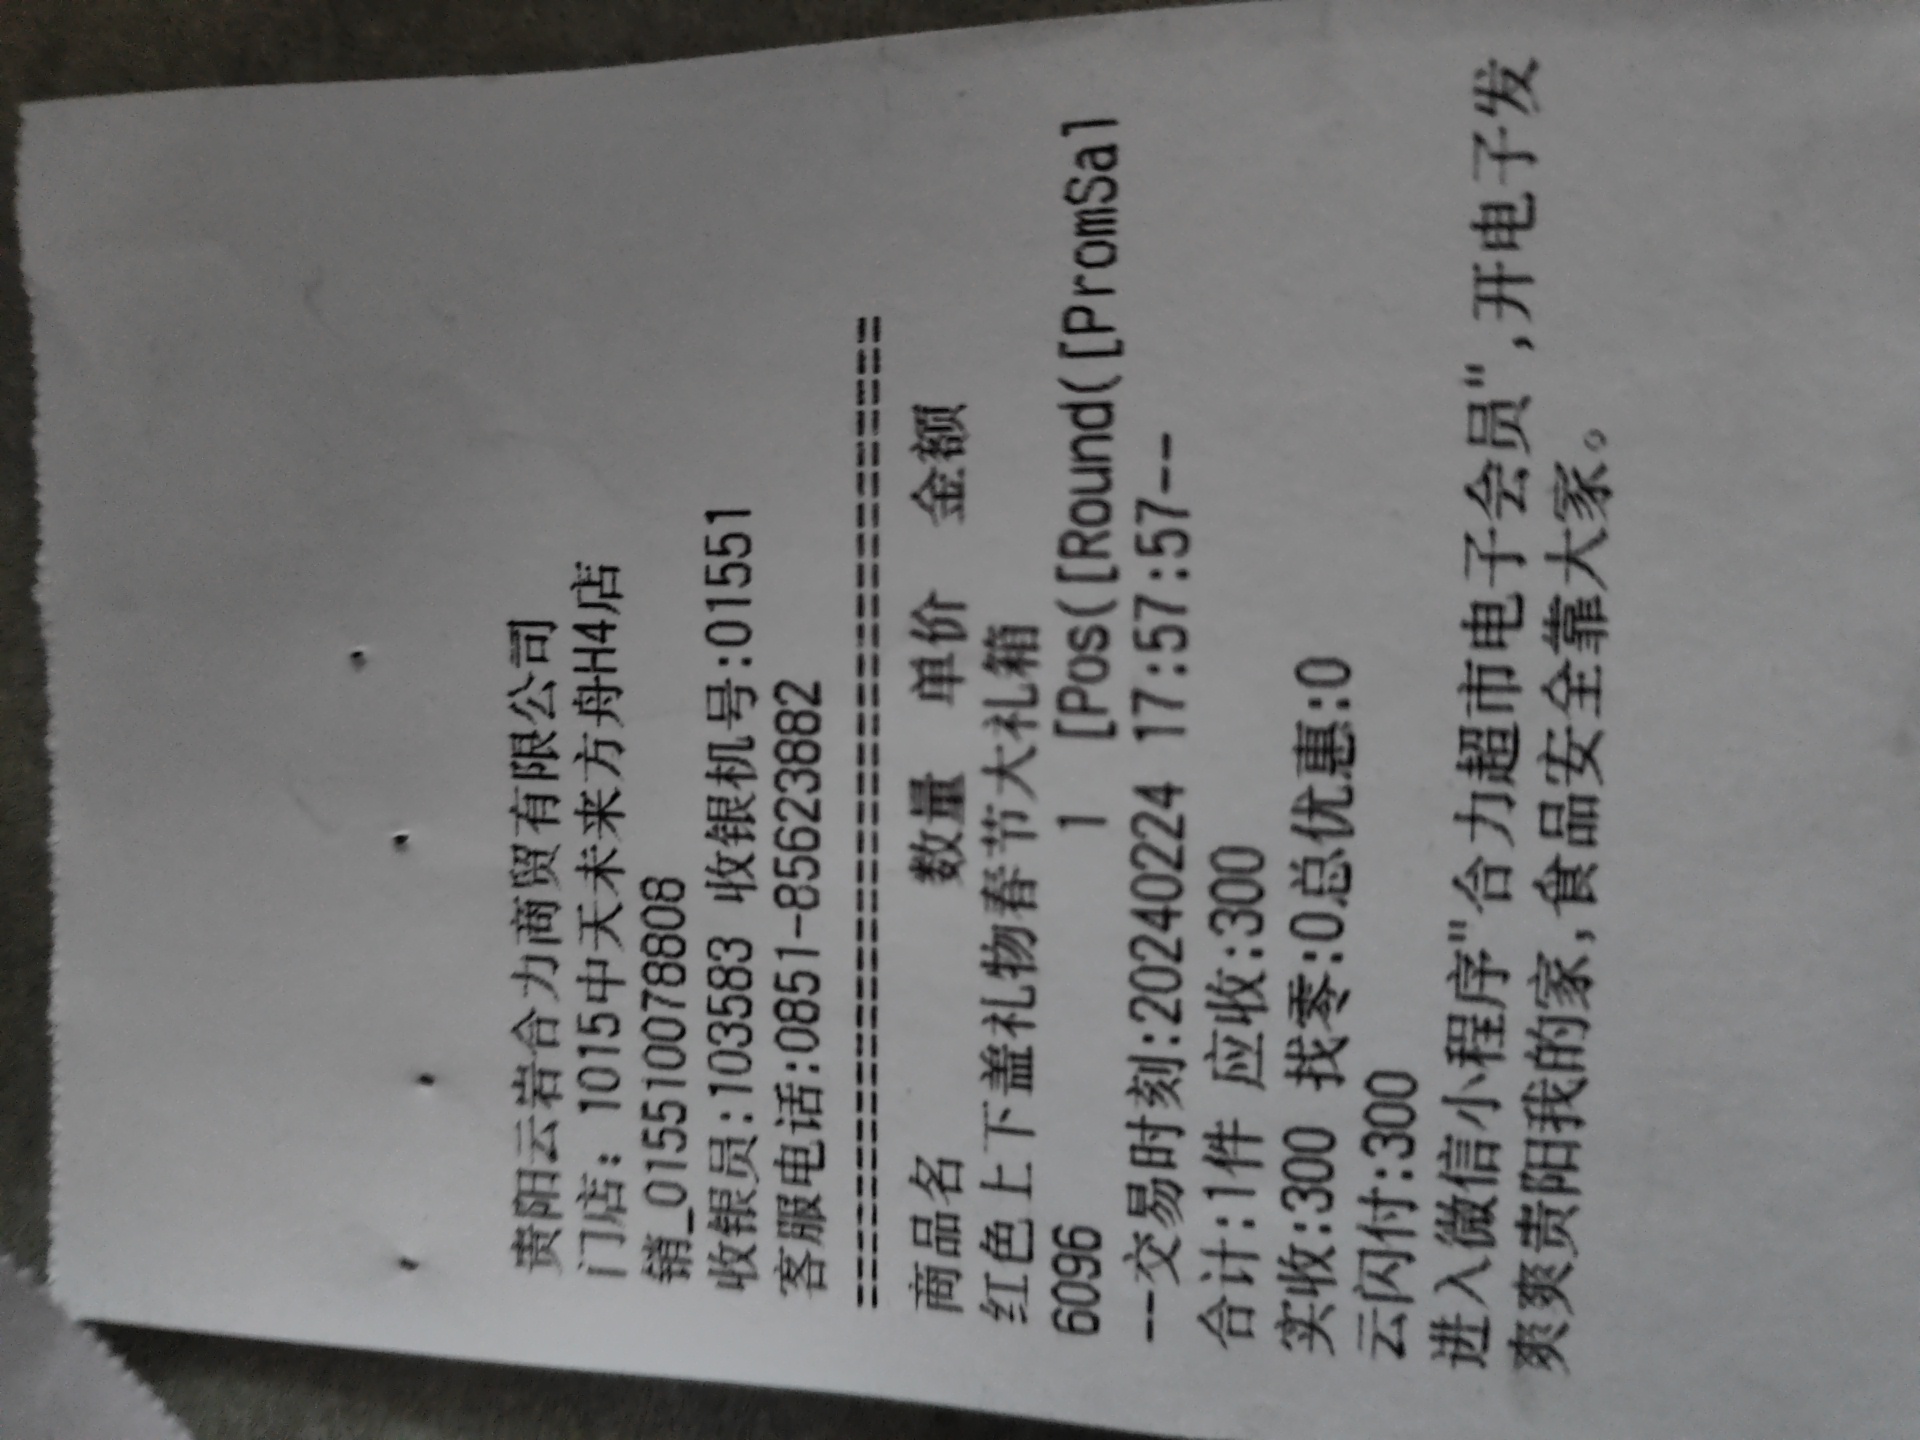 贵阳云岩合力商贸有限公司
门店：1015中天未来方舟H4店
销_015510078808
收银员:103583 收银机号:01551
客服电话:0851-85623882
========================================
商品名 数量 单价 金额
红色上下盖礼物春节大礼箱
6096 1 [Pos([Round([PromSal
--交易时刻:20240224 17:57:57--
合计:1件 应收:300
实收:300 找零:0总优惠:0
云闪付:300
进入微信小程序"合力超市电子会员",开电子发
爽爽贵阳我的家,食品安全靠大家。